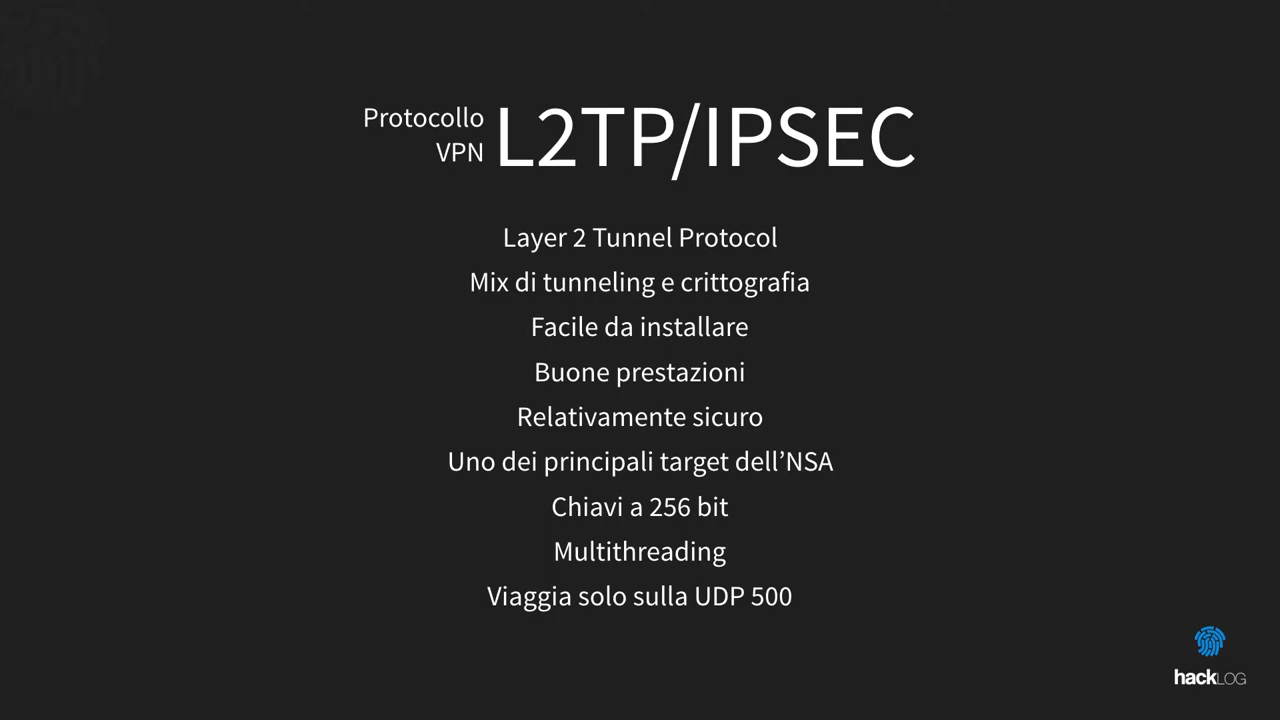 Protocollo
VPN
L2TP/IPSEC
Layer 2 Tunnel Protocol
Mix di tunneling e crittografia
Facile da installare
Buone prestazioni
Relativamente sicuro
Uno dei principali target dell’NSA
Chiavi a 256 bit
Multithreading
Viaggia solo sulla UDP 500
hackLOG